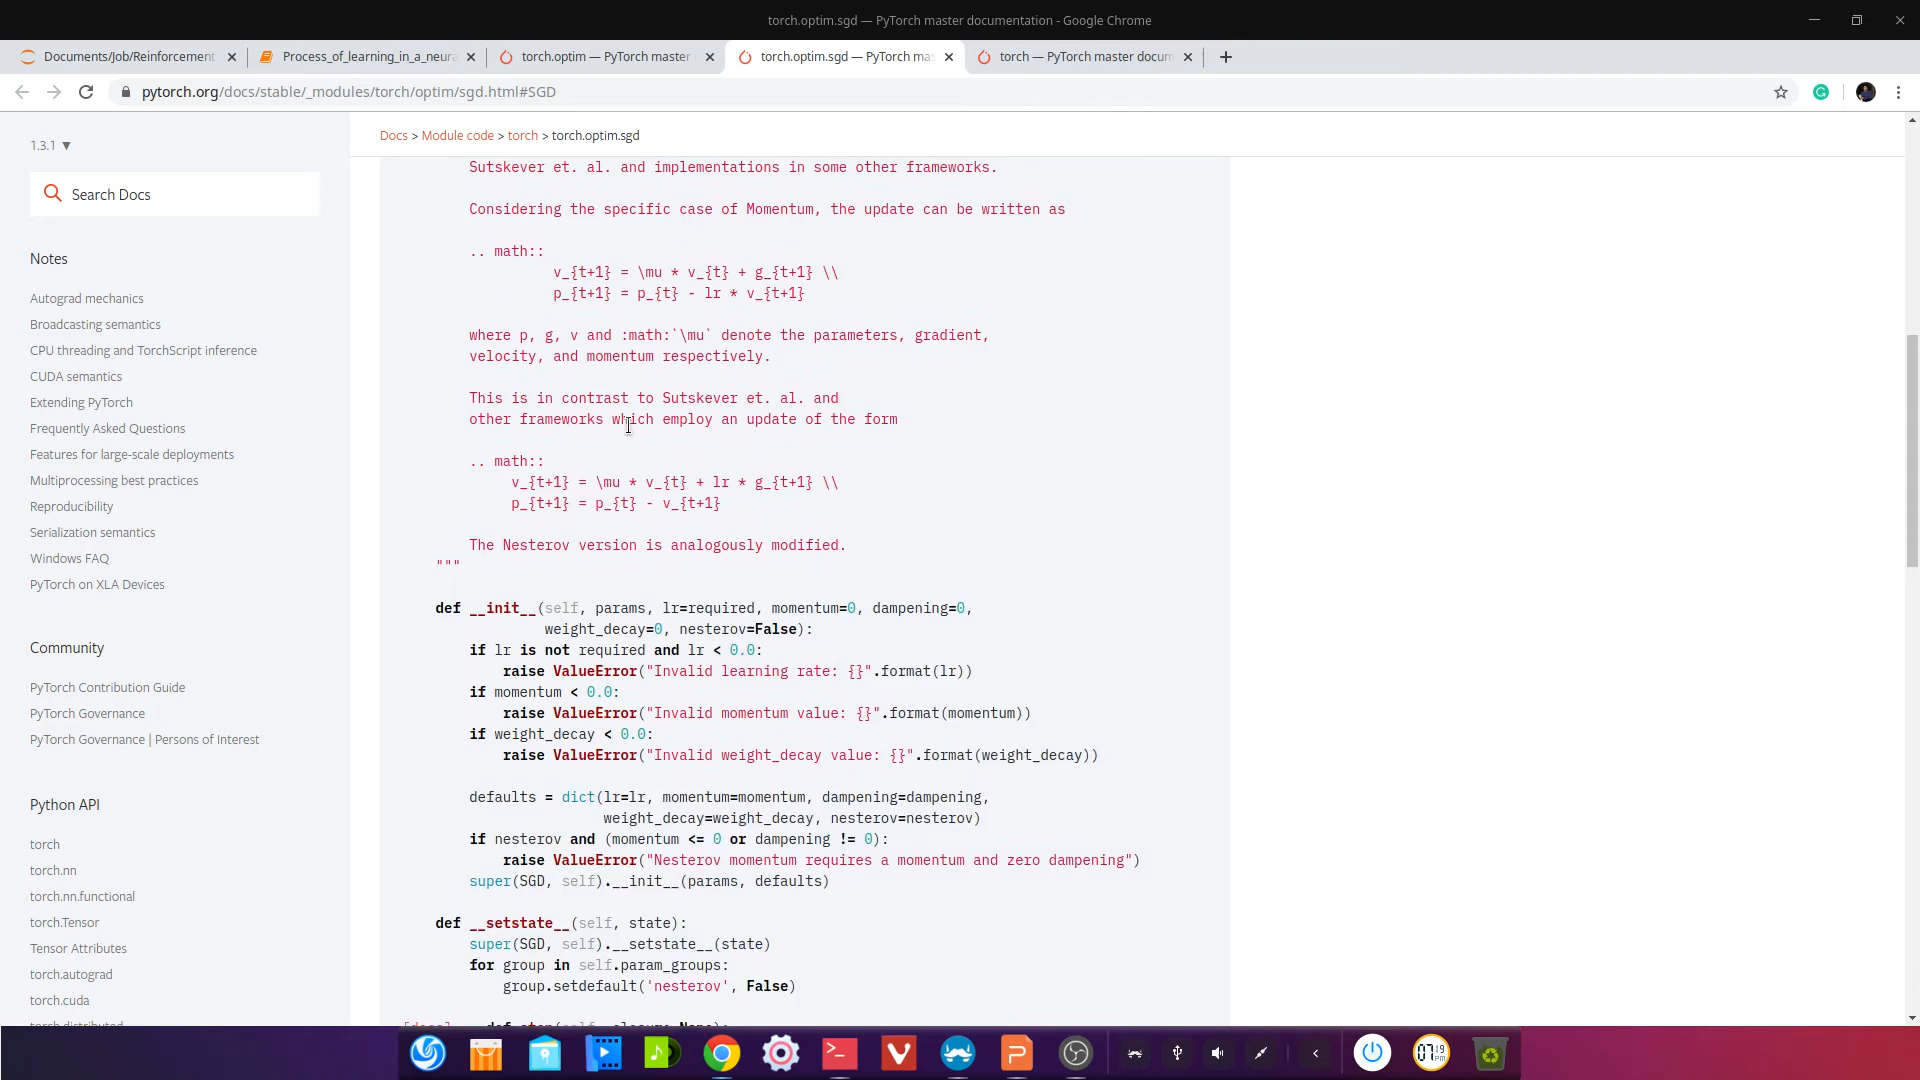 torch.optim.sgd — PyTorch master documentation - Google Chrome
Documents/Job/Reinforcement
Process_of_learning_in_a_neura
torch.optim — PyTorch master
torch.optim.sgd — PyTorch mas
torch — PyTorch master docum
pytorch.org/docs/stable/_modules/torch/optim/sgd.html#SGD
1.3.1 ▼
Search Docs
Notes
Autograd mechanics
Broadcasting semantics
CPU threading and TorchScript inference
CUDA semantics
Extending PyTorch
Frequently Asked Questions
Features for large-scale deployments
Multiprocessing best practices
Reproducibility
Serialization semantics
Windows FAQ
PyTorch on XLA Devices
Community
PyTorch Contribution Guide
PyTorch Governance
PyTorch Governance | Persons of Interest
Python API
torch
torch.nn
torch.nn.functional
torch.Tensor
Tensor Attributes
torch.autograd
torch.cuda
torch.distributed
Docs > Module code > torch > torch.optim.sgd
Sutskever et. al. and implementations in some other frameworks.
Considering the specific case of Momentum, the update can be written as
.. math::
v_{t+1} = \mu * v_{t} + g_{t+1} \\
p_{t+1} = p_{t} - lr * v_{t+1}
where p, g, v and :math:`\mu` denote the parameters, gradient,
velocity, and momentum respectively.
This is in contrast to Sutskever et. al. and
other frameworks which employ an update of the form
.. math::
v_{t+1} = \mu * v_{t} + lr * g_{t+1} \\
p_{t+1} = p_{t} - v_{t+1}
The Nesterov version is analogously modified.
"""
def __init__(self, params, lr=required, momentum=0, dampening=0,
weight_decay=0, nesterov=False):
if lr is not required and lr < 0.0:
raise ValueError("Invalid learning rate: {}".format(lr))
if momentum < 0.0:
raise ValueError("Invalid momentum value: {}".format(momentum))
if weight_decay < 0.0:
raise ValueError("Invalid weight_decay value: {}".format(weight_decay))
defaults = dict(lr=lr, momentum=momentum, dampening=dampening,
weight_decay=weight_decay, nesterov=nesterov)
if nesterov and (momentum <= 0 or dampening != 0):
raise ValueError("Nesterov momentum requires a momentum and zero dampening")
super(SGD, self).__init__(params, defaults)
def __setstate__(self, state):
super(SGD, self).__setstate__(state)
for group in self.param_groups:
group.setdefault('nesterov', False)
[docs] def step(self, closure=None):
07 19 PM